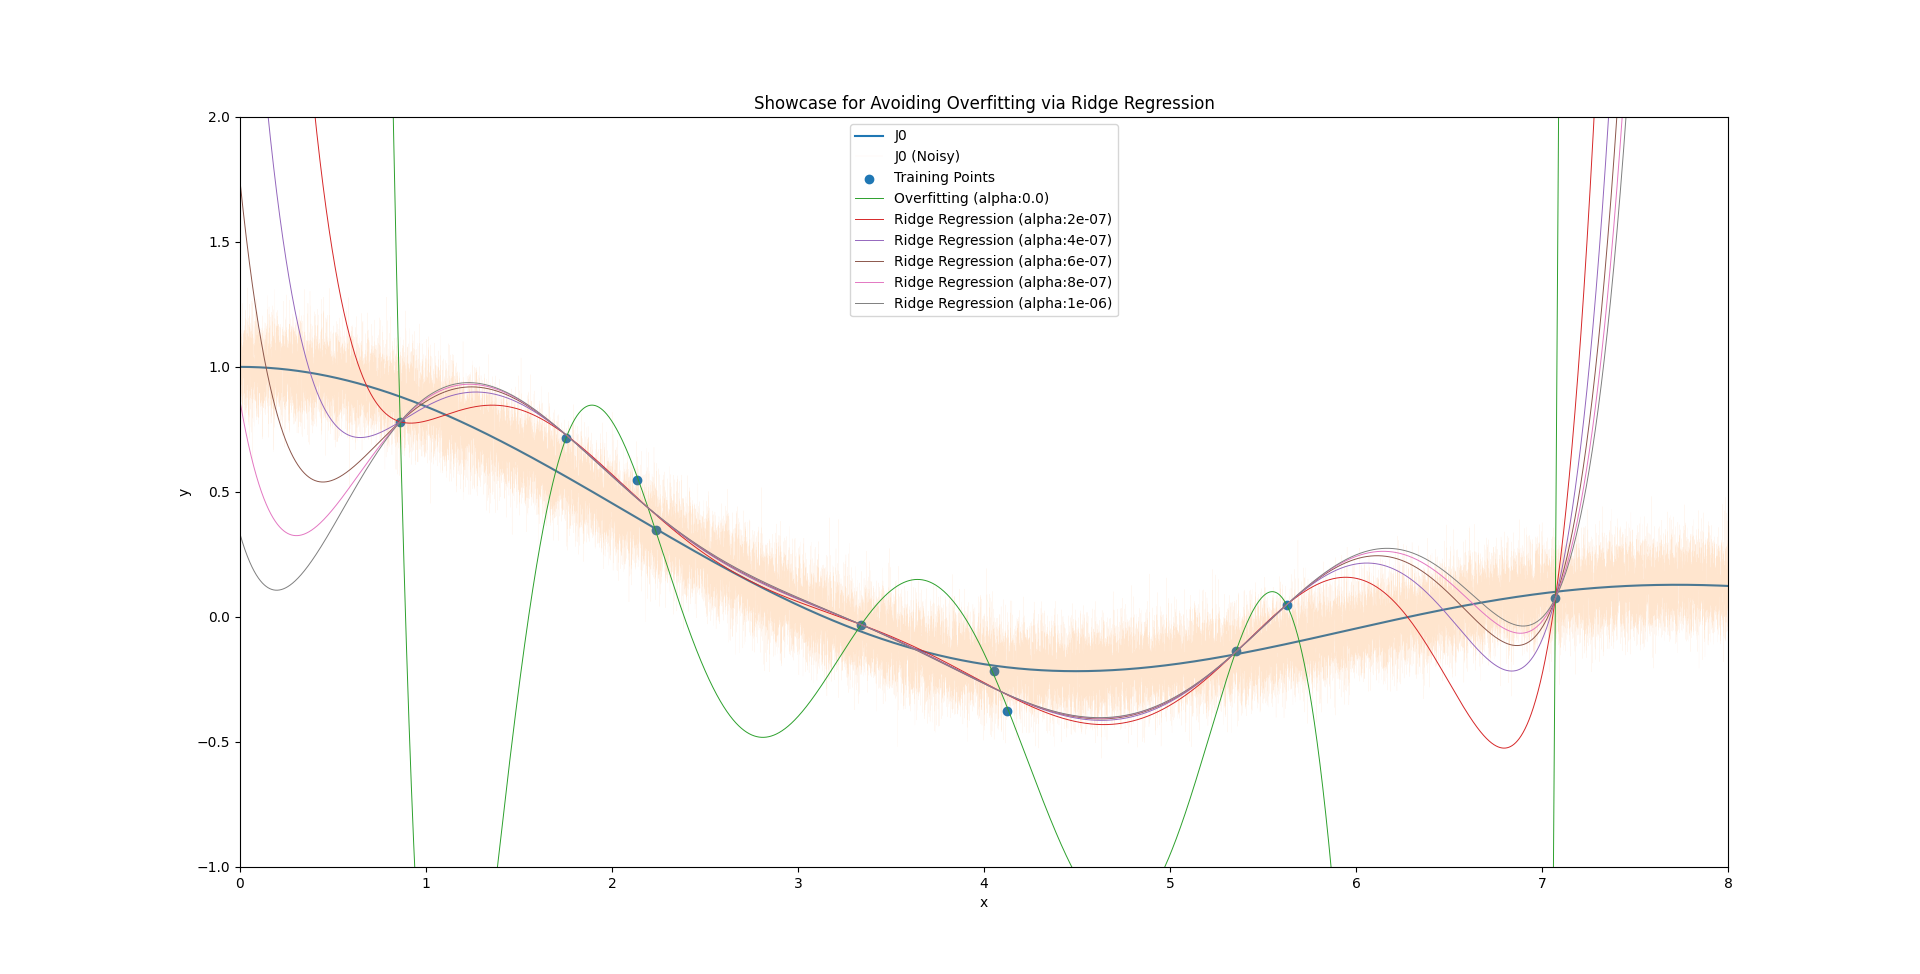 Showcase for Avoiding Overfitting via Ridge Regression
2.0
1.5
1.0
0.5
0.0
−0.5
−1.0
y
J0
J0 (Noisy)
Training Points
Overfitting (alpha:0.0)
Ridge Regression (alpha:2e-07)
Ridge Regression (alpha:4e-07)
Ridge Regression (alpha:6e-07)
Ridge Regression (alpha:8e-07)
Ridge Regression (alpha:1e-06)
0 1 2 3 4 5 6 7 8
x